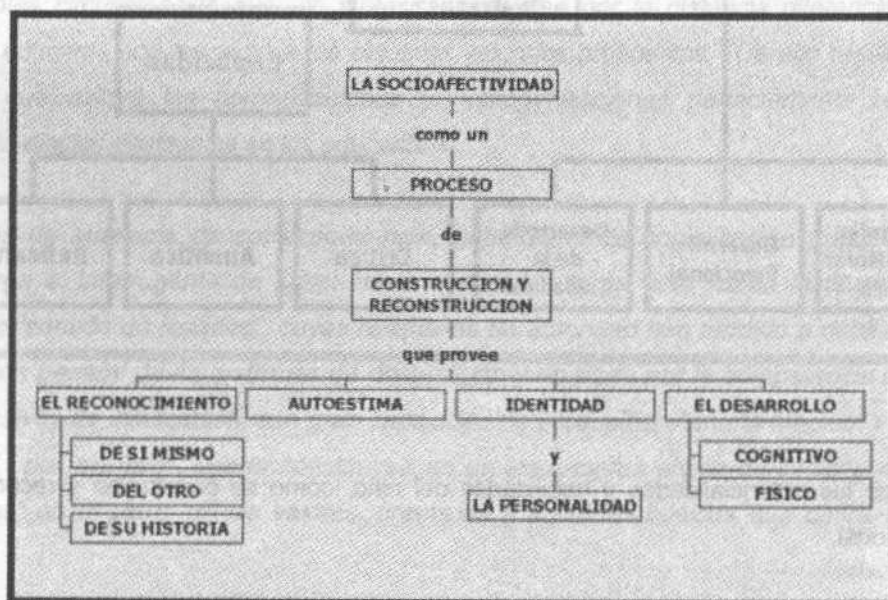 LA SOCIOAFECTIVIDAD
como un
PROCESO
de
CONSTRUCCION Y
RECONSTRUCCION
que provee
EL RECONOCIMIENTO
AUTOESTIMA
IDENTIDAD
EL DESARROLLO
DE SI MISMO
DEL OTRO
DE SU HISTORIA
Y
LA PERSONALIDAD
COGNITIVO
FISICO